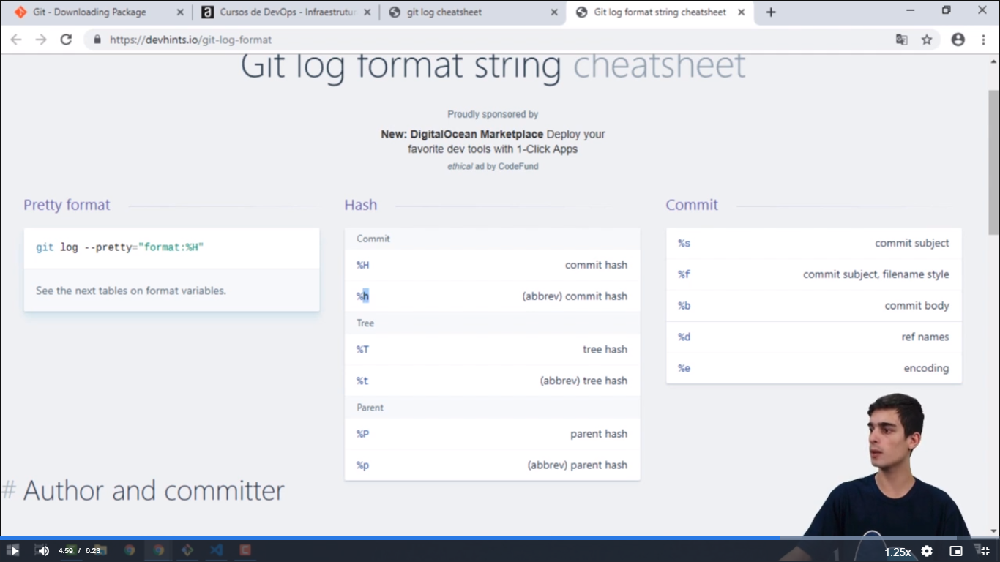 Git - Downloading Package
Cursos de DevOps - Infraestrutur
git log cheatsheet
Git log format string cheatsheet
https://devhints.io/git-log-format
Git log format string cheatsheet
Proudly sponsored by
New: DigitalOcean Marketplace Deploy your
favorite dev tools with 1-Click Apps
ethical ad by CodeFund
Pretty format
git log --pretty="format:%H"
See the next tables on format variables.
Hash
Commit
%H commit hash
%h (abbrev) commit hash
Tree
%T tree hash
%t (abbrev) tree hash
Parent
%P parent hash
%p (abbrev) parent hash
Commit
%s commit subject
%f commit subject, filename style
%b commit body
%d ref names
%e encoding
# Author and committer
4:59 / 6:23
1.25x